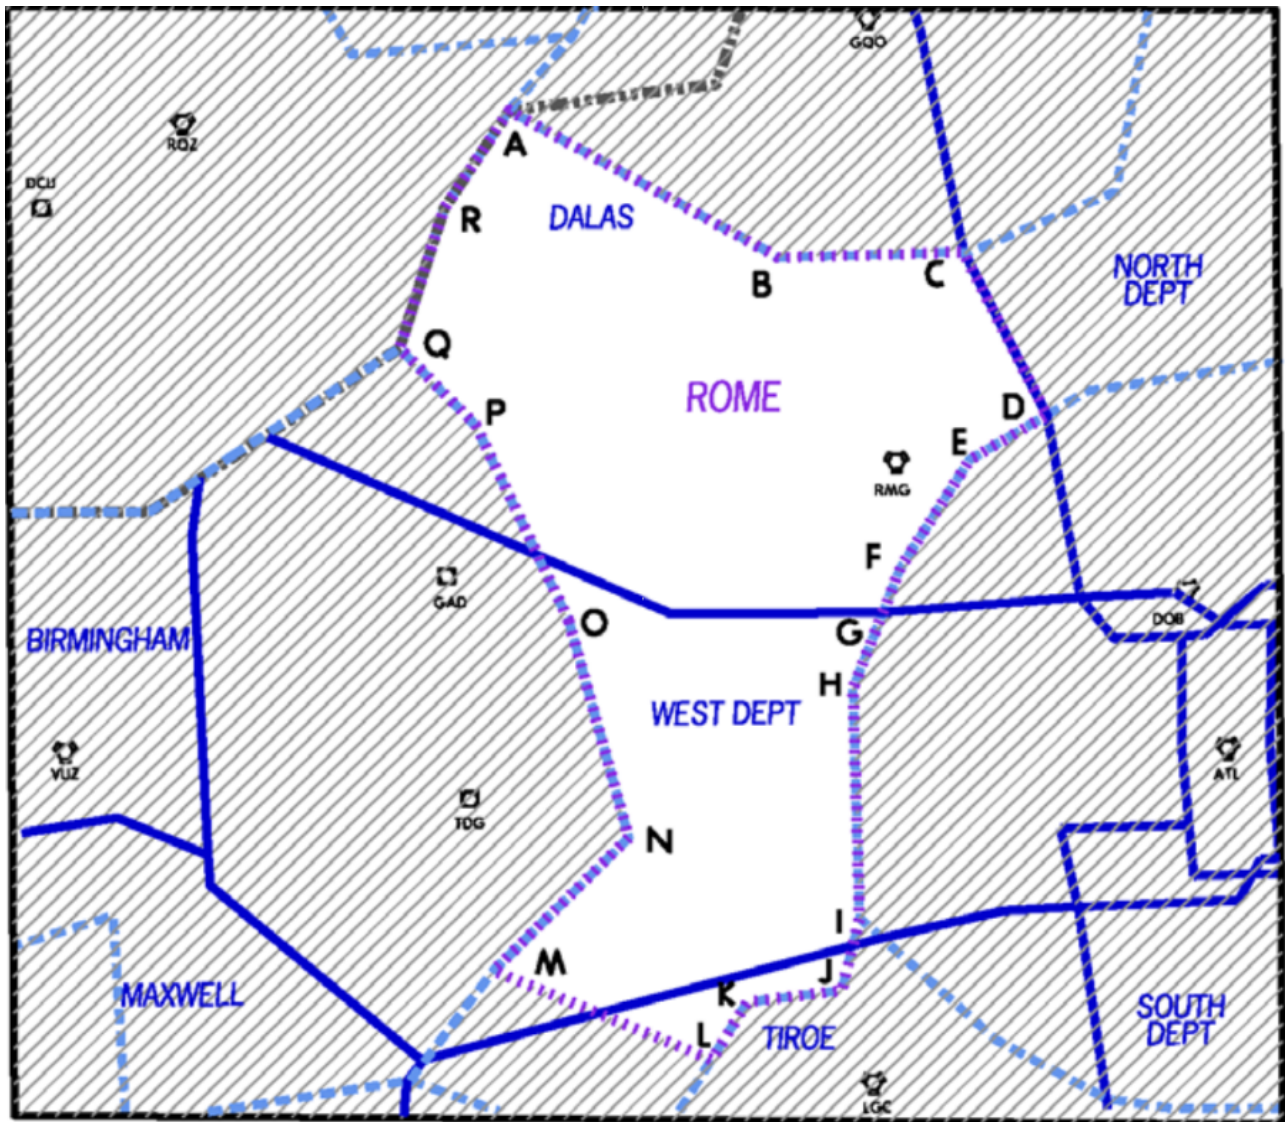 GQO
RQZ
A
DCU
R
DALAS
B
C
NORTH
DEPT
Q
ROME
P
D
E
RMG
F
GAD
O
G
DOB
BIRMINGHAM
H
WEST DEPT
VUZ
ATL
TDG
N
I
M
J
K
MAXWELL
L
TIROE
SOUTH
DEPT
LGC